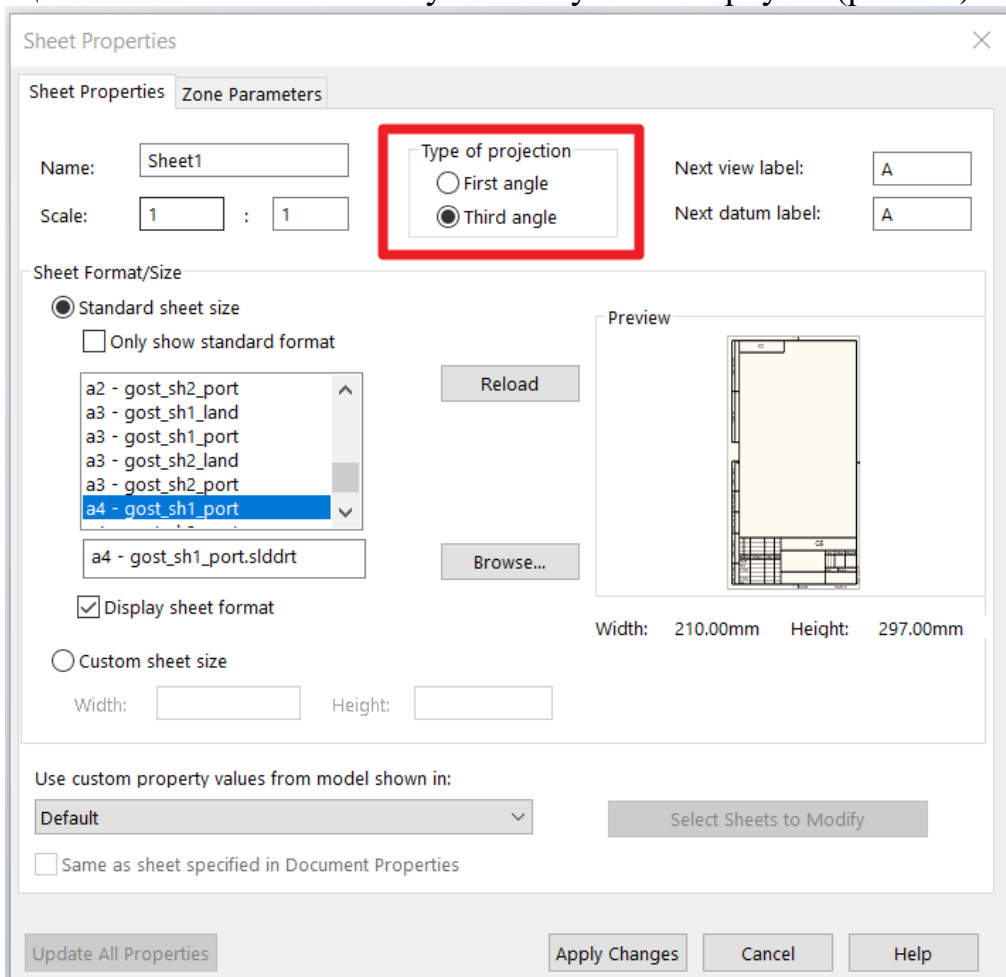 Sheet Properties
Sheet Properties Zone Parameters
Type of projection
Name: Sheet1 First angle Next view label: A
Scale: 1 : 1 Third angle Next datum label: A
Sheet Format/Size
Standard sheet size
Only show standard format
Preview
a2 - gost_sh2_port
Reload
a3 - gost_sh1_land
a3 - gost_sh1_port
a3 - gost_sh2_land
a3 - gost_sh2_port
a4 - gost_sh1_port
a4 - gost_sh1_port.slddrt
Browse...
Display sheet format
Width: 210.00mm Height: 297.00mm
Custom sheet size
Width: Height:
Use custom property values from model shown in:
Default
Select Sheets to Modify
Same as sheet specified in Document Properties
Update All Properties Apply Changes Cancel Help